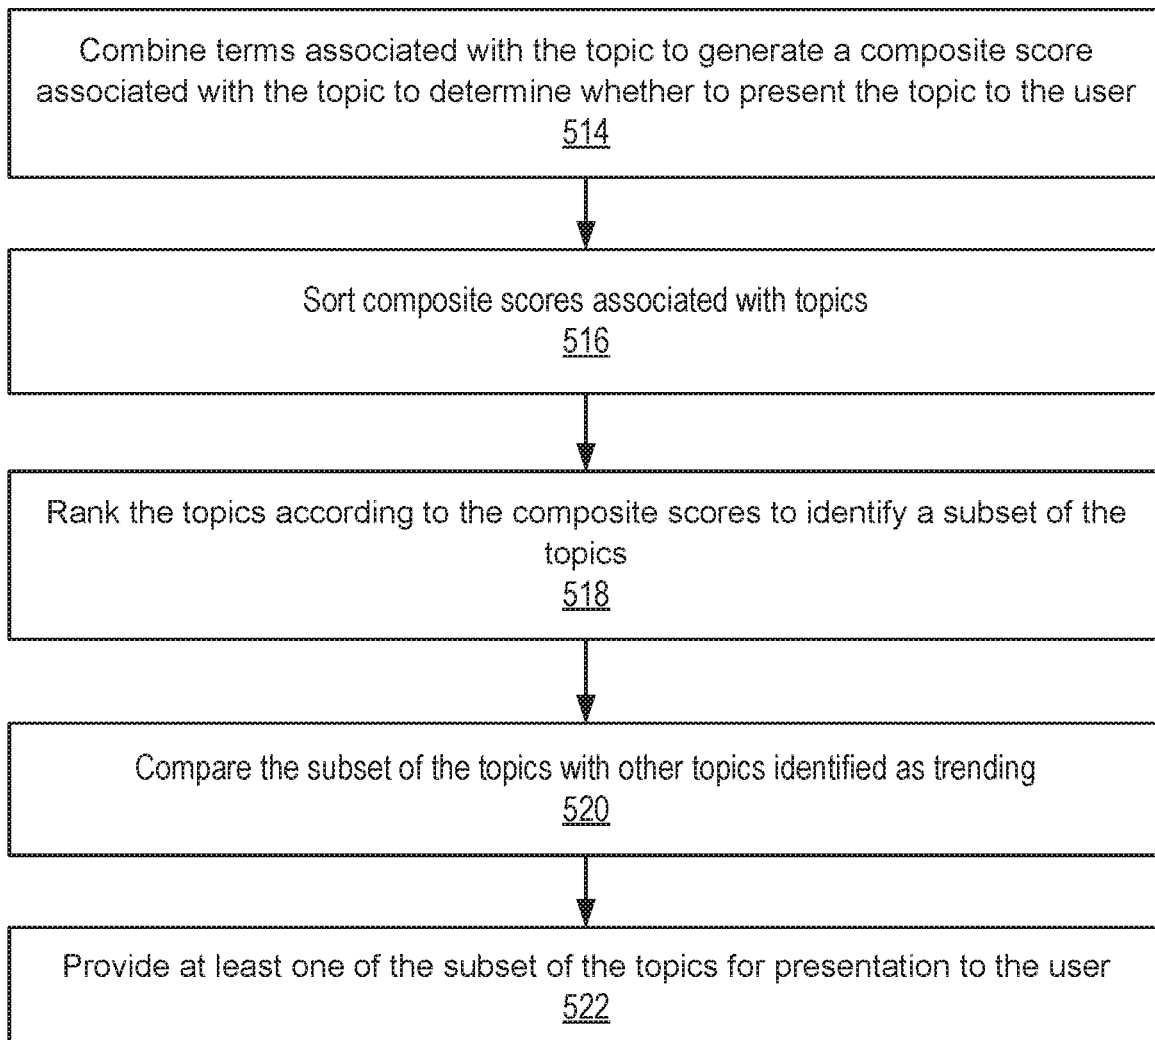 Combine terms associated with the topic to generate a composite score
associated with the topic to determine whether to present the topic to the user
514
Sort composite scores associated with topics
516
Rank the topics according to the composite scores to identify a subset of the
topics
518
Compare the subset of the topics with other topics identified as trending
520
Provide at least one of the subset of the topics for presentation to the user
522